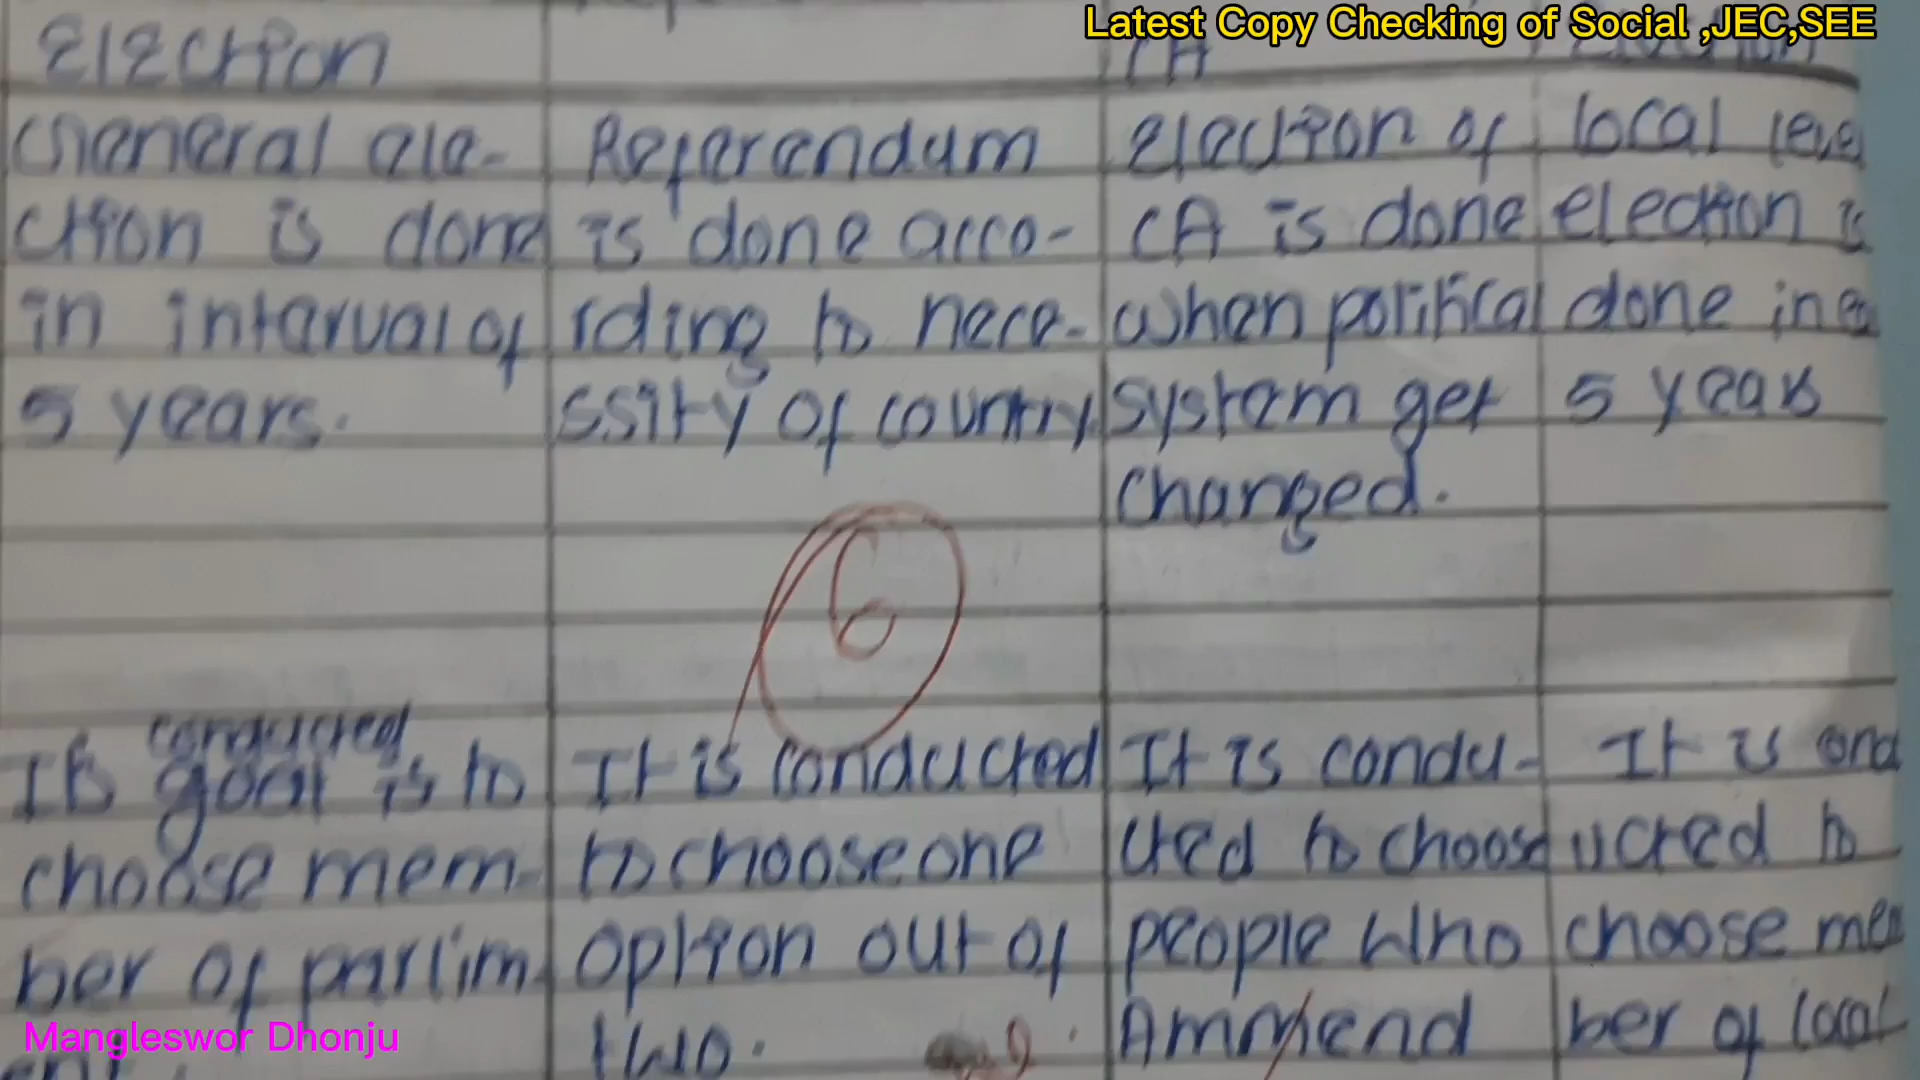 Latest Copy Checking of Social ,JEC,SEE
Election
CA
General ele-
ction is done
in interval of
5 years.
Referendum
is done acco-
rding to nece-
ssity of country
election of
CA is done
when political
system get
changed.
local level
election is
done in
5 years
6
conducted
Its goal is to
choose mem-
ber of parlim
ent.
It is conducted
to choose one
option out of
two.
It is condu-
cted to choose
people who
Ammend
It is cond
ucted to
choose mem
ber of local
Mangleswor Dhonju